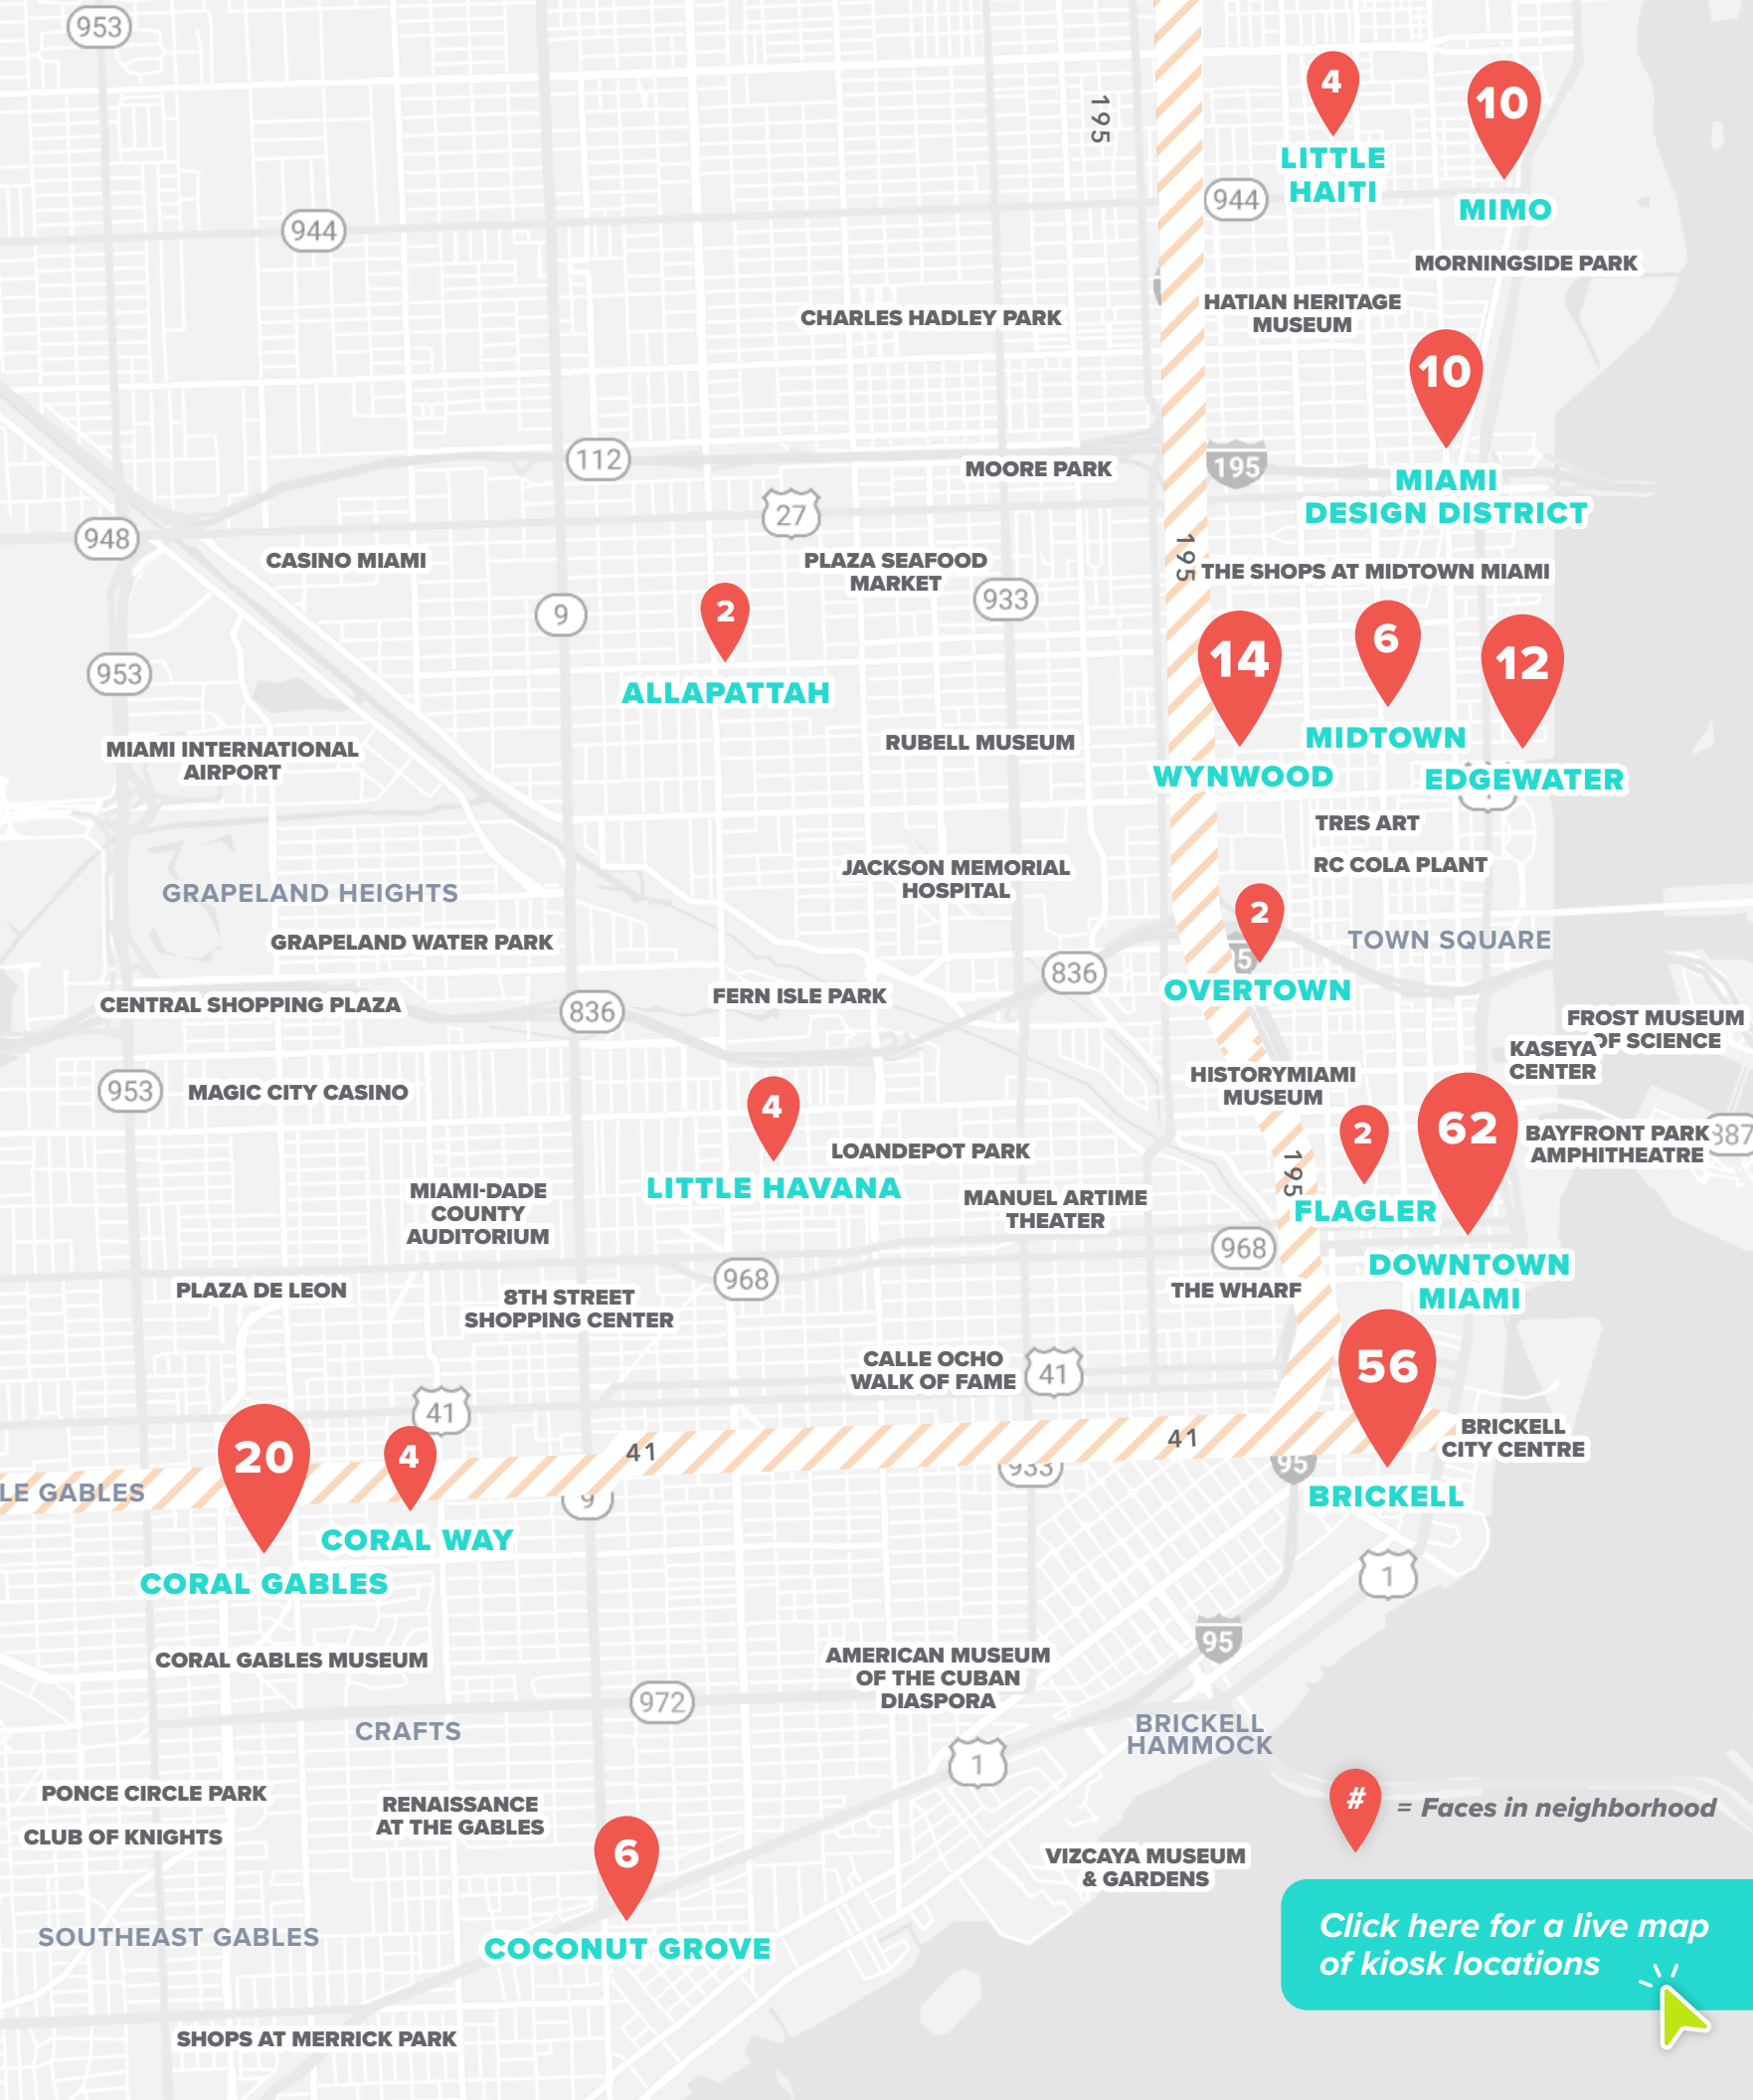 953
4
10
195
LITTLE
HAITI
944
MIMO
944
MORNINGSIDE PARK
HATIAN HERITAGE
MUSEUM
CHARLES HADLEY PARK
10
112
MOORE PARK
195
MIAMI
DESIGN DISTRICT
27
948
195
CASINO MIAMI
PLAZA SEAFOOD
MARKET
THE SHOPS AT MIDTOWN MIAMI
933
9
2
14
6
12
953
ALLAPATTAH
MIAMI INTERNATIONAL
AIRPORT
RUBELL MUSEUM
MIDTOWN
WYNWOOD
EDGEWATER
TRES ART
RC COLA PLANT
JACKSON MEMORIAL
HOSPITAL
GRAPELAND HEIGHTS
2
GRAPELAND WATER PARK
TOWN SQUARE
5
836
OVERTOWN
FERN ISLE PARK
CENTRAL SHOPPING PLAZA
836
FROST MUSEUM
OF SCIENCE
KASEYA
CENTER
HISTORYMIAMI
MUSEUM
953
MAGIC CITY CASINO
4
2
62
BAYFRONT PARK
AMPHITHEATRE
887
LOANDEPOT PARK
195
LITTLE HAVANA
MIAMI-DADE
COUNTY
AUDITORIUM
MANUEL ARTIME
THEATER
FLAGLER
968
DOWNTOWN
MIAMI
968
PLAZA DE LEON
8TH STREET
SHOPPING CENTER
THE WHARF
CALLE OCHO
WALK OF FAME
41
56
41
20
4
41
41
BRICKELL
CITY CENTRE
933
95
LE GABLES
9
BRICKELL
CORAL WAY
CORAL GABLES
1
95
CORAL GABLES MUSEUM
AMERICAN MUSEUM
OF THE CUBAN
DIASPORA
972
CRAFTS
BRICKELL
HAMMOCK
1
PONCE CIRCLE PARK
RENAISSANCE
AT THE GABLES
# = Faces in neighborhood
CLUB OF KNIGHTS
6
VIZCAYA MUSEUM
& GARDENS
SOUTHEAST GABLES
COCONUT GROVE
Click here for a live map
of kiosk locations
SHOPS AT MERRICK PARK